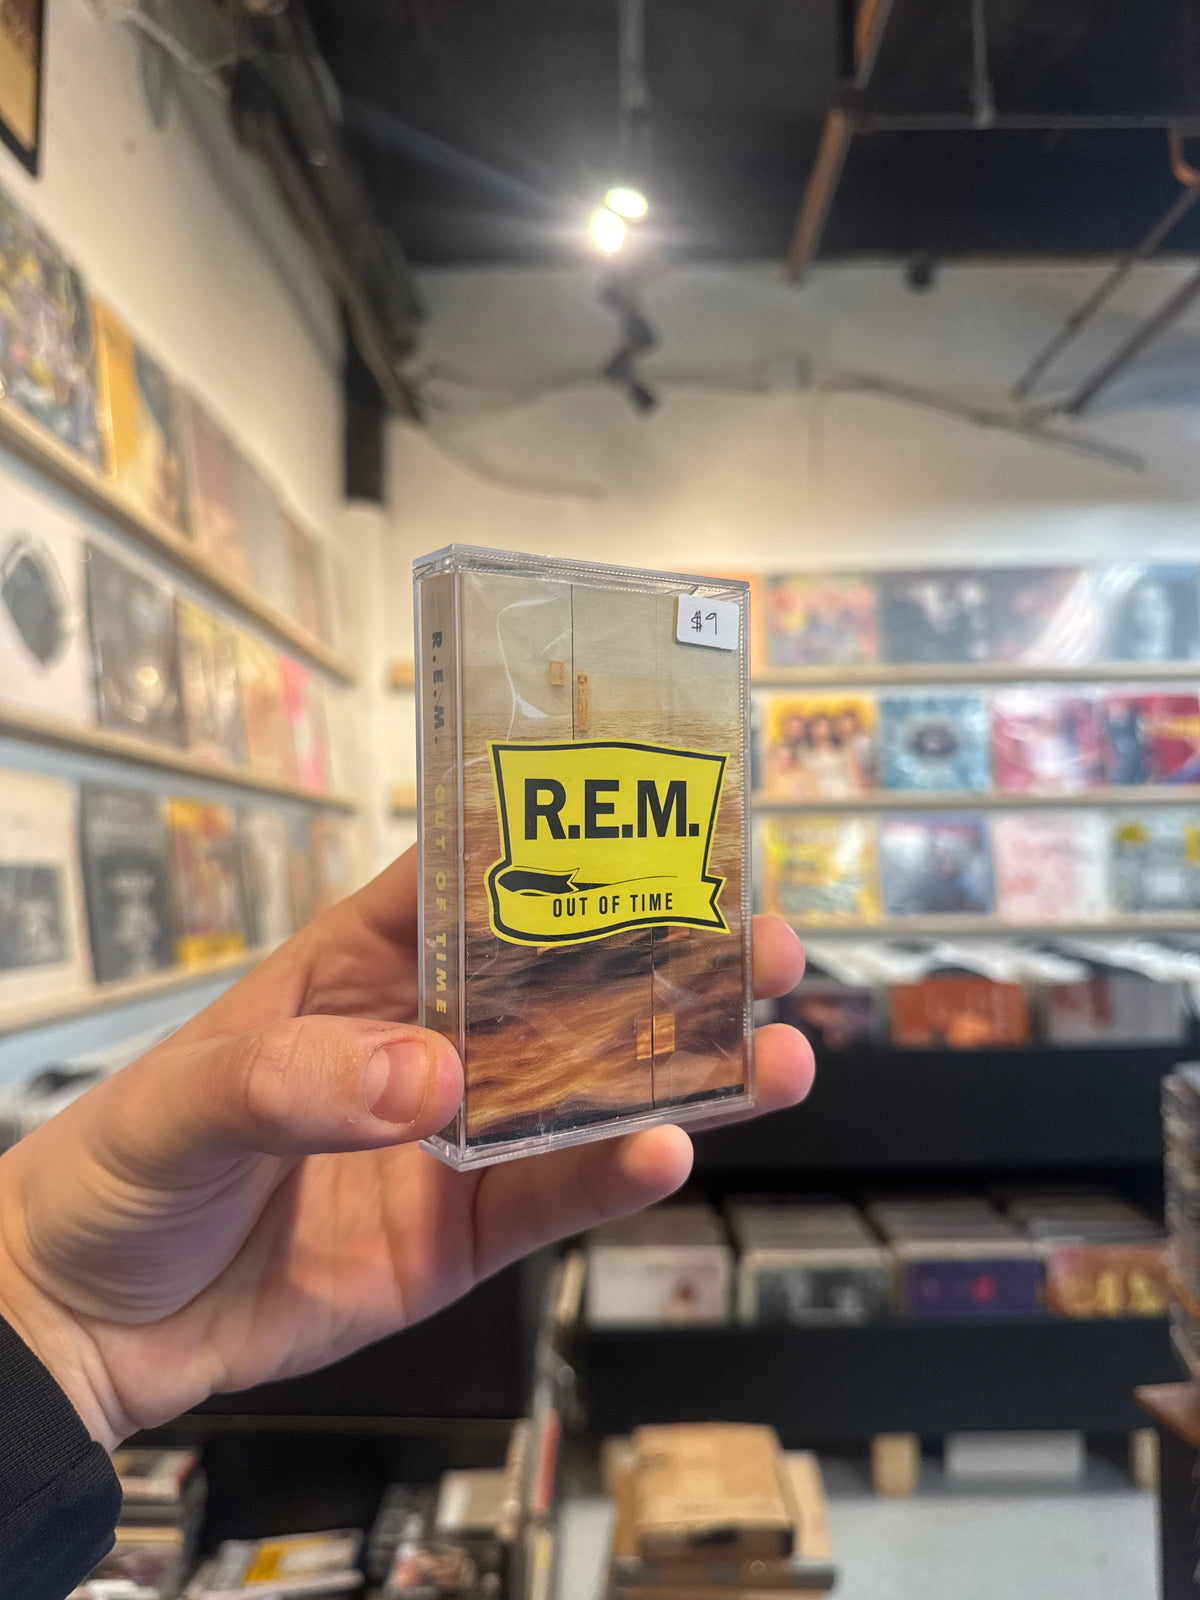 $9
R.E.M.
OUT OF TIME
R.E.M. OUT OF TIME